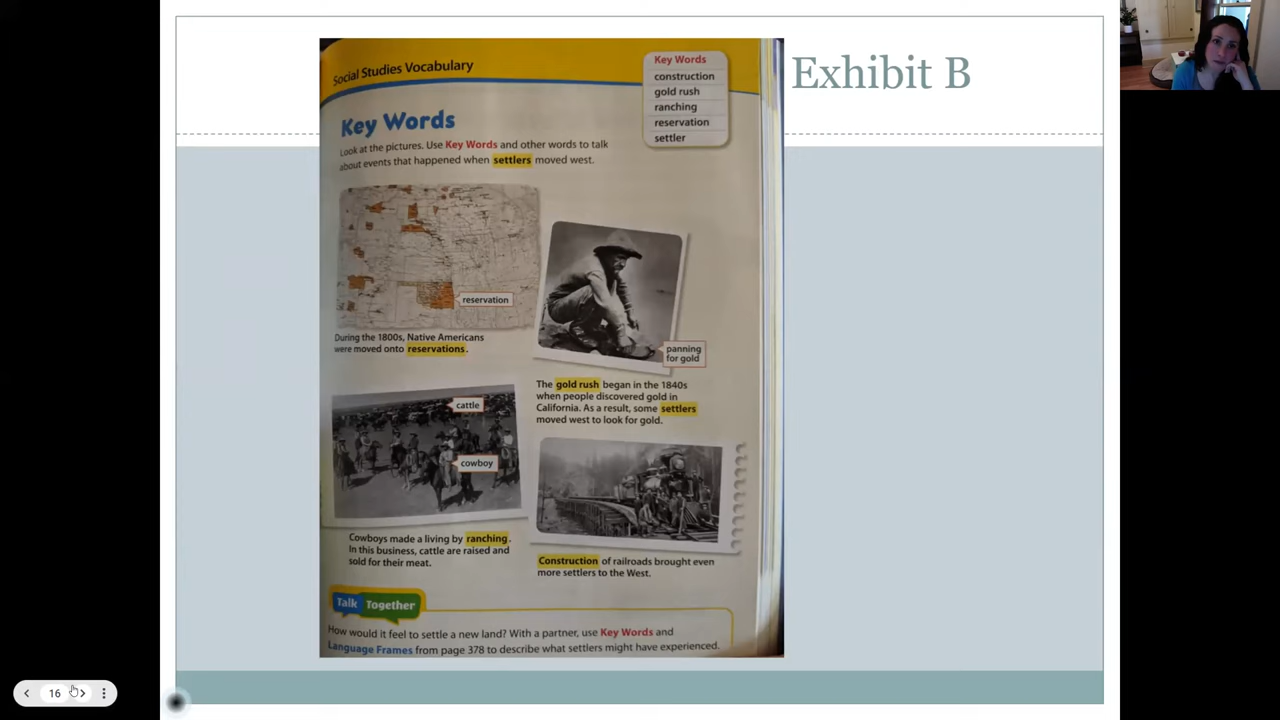 Exhibit B
Social Studies Vocabulary
Key Words
construction
gold rush
ranching
reservation
settler
Key Words
Look at the pictures. Use Key Words and other words to talk
about events that happened when settlers moved west.
reservation
During the 1800s, Native Americans
were moved onto reservations.
panning
for gold
The gold rush began in the 1840s
when people discovered gold in
California. As a result, some settlers
moved west to look for gold.
cattle
cowboy
Cowboys made a living by ranching.
In this business, cattle are raised and
sold for their meat.
Construction of railroads brought even
more settlers to the West.
Talk Together
How would it feel to settle a new land? With a partner, use Key Words and
Language Frames from page 378 to describe what settlers might have experienced.
16